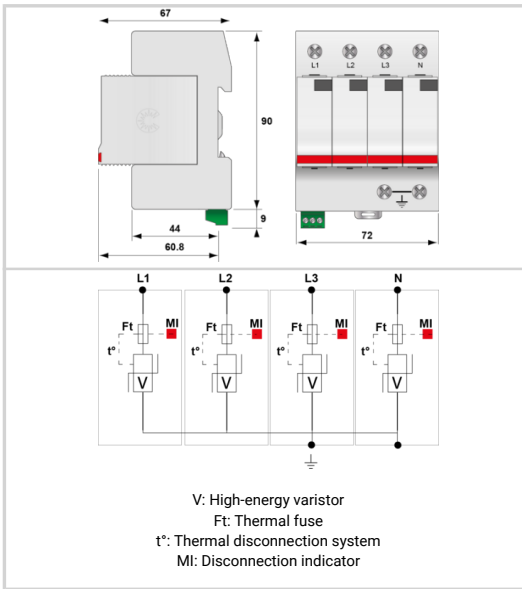 67
L1 L2 L3 N
90
9
44
60.8
72
L1 L2 L3 N
Ft MI Ft MI Ft MI Ft MI
t° t° t° t°
V V V V
V: High-energy varistor
Ft: Thermal fuse
t°: Thermal disconnection system
MI: Disconnection indicator